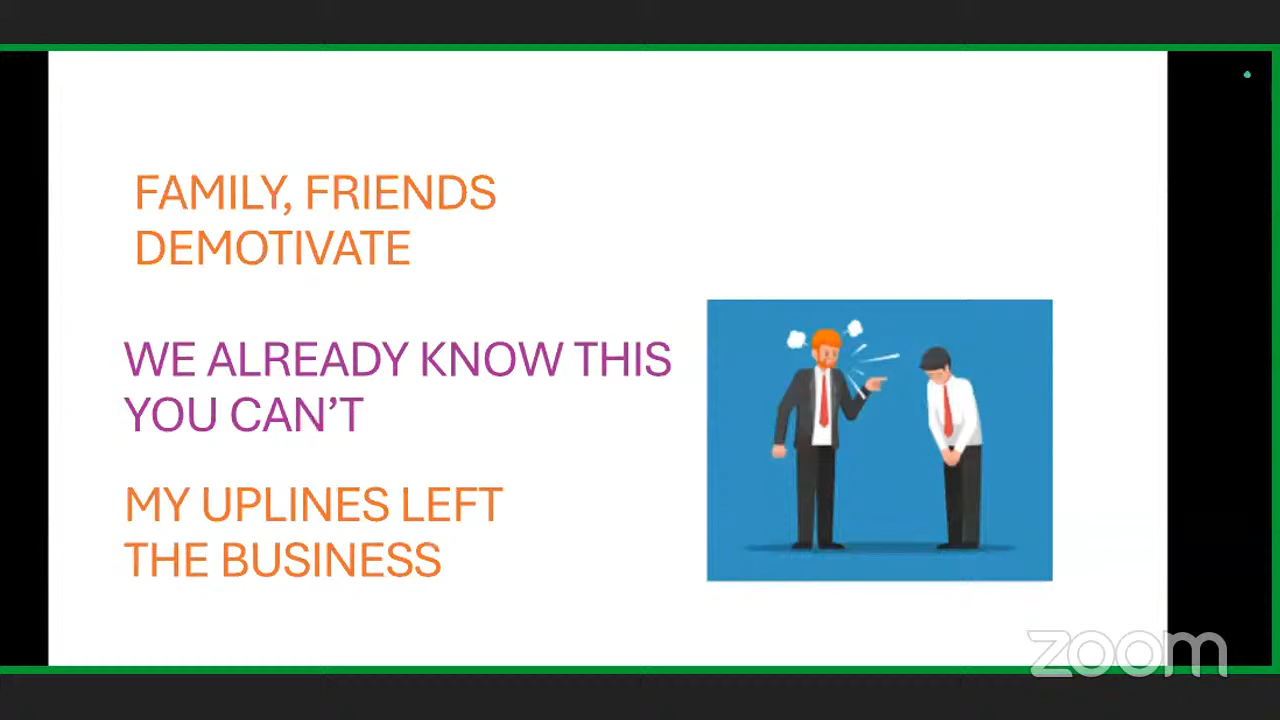 FAMILY, FRIENDS
DEMOTIVATE
WE ALREADY KNOW THIS
YOU CAN'T
MY UPLINES LEFT
THE BUSINESS
zoom